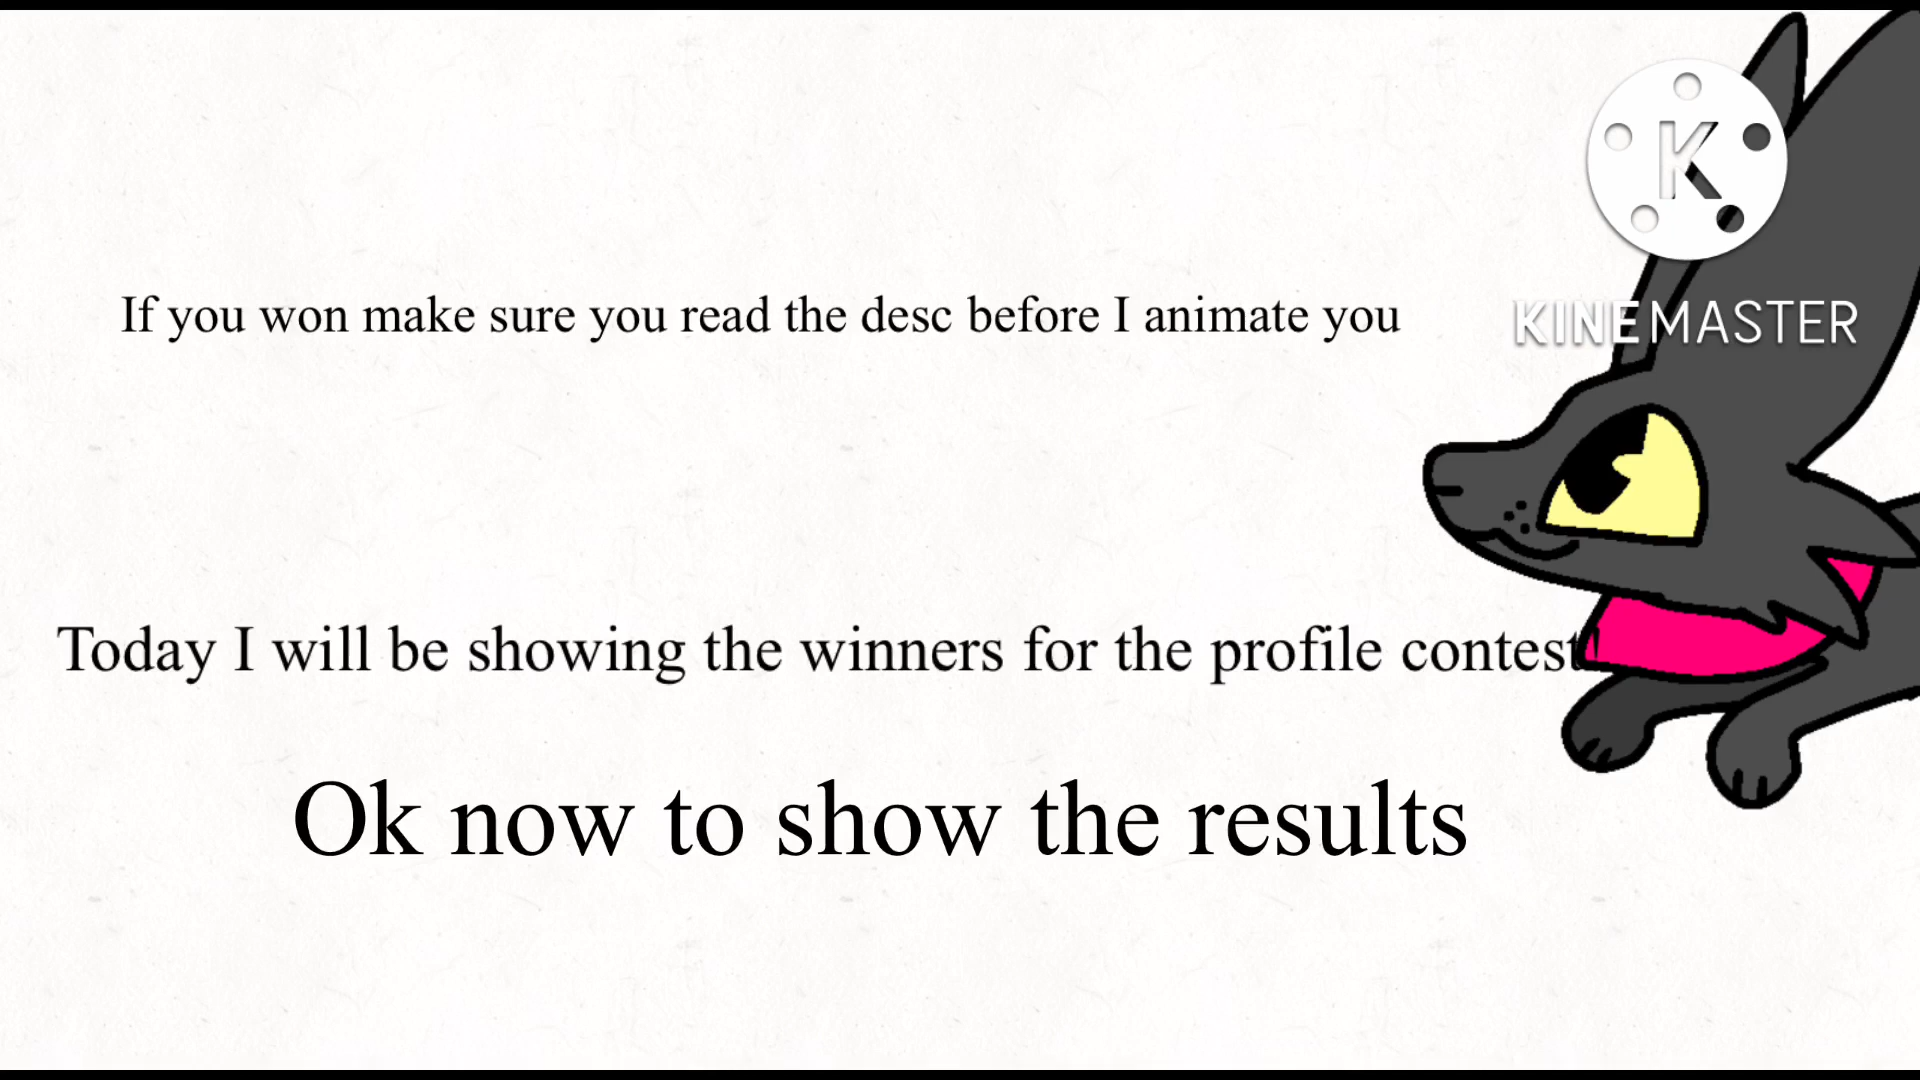 K
KINEMASTER
If you won make sure you read the desc before I animate you
Today I will be showing the winners for the profile contest!
Ok now to show the results